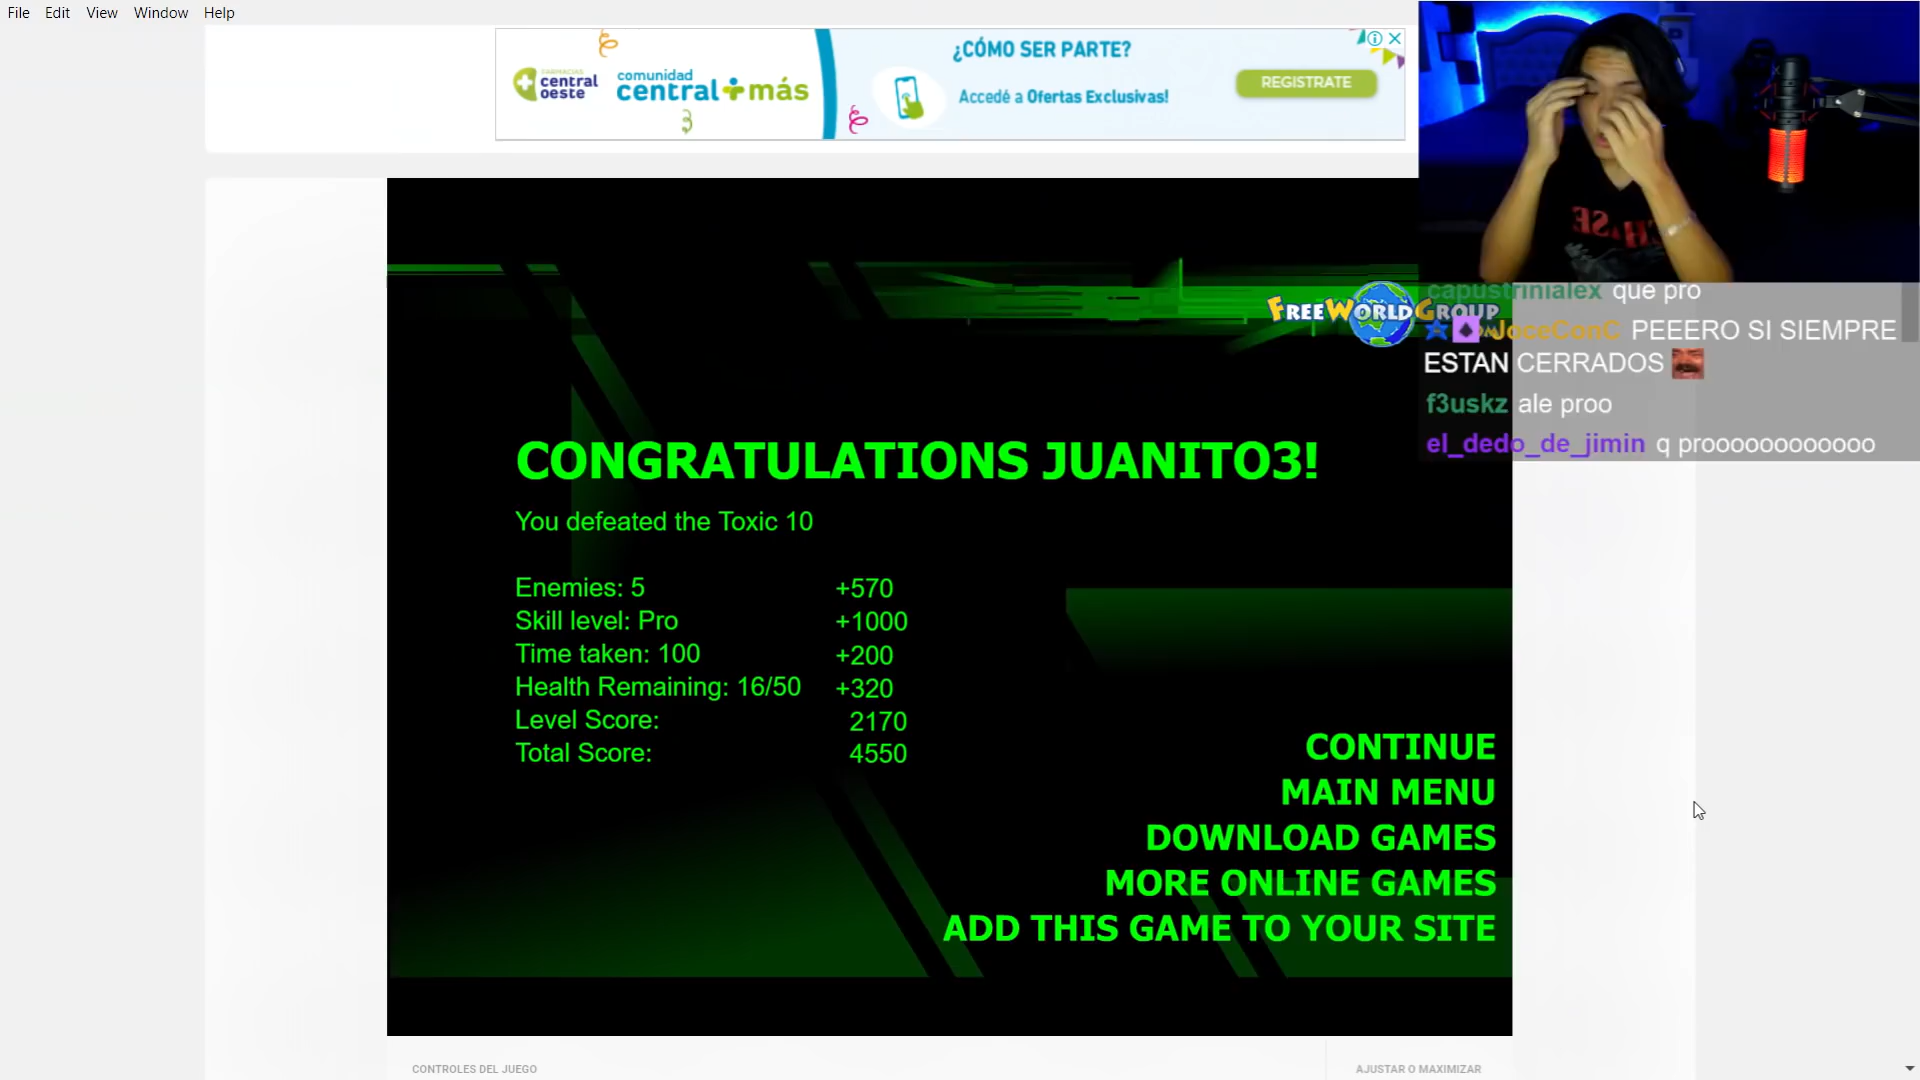 File Edit View Window Help
FARMACIAS central oeste
comunidad central más
¿CÓMO SER PARTE?
Accedé a Ofertas Exclusivas!
REGISTRATE
FREEWORLDGROUP
capustrinialex que pro
JoceConC PEEERO SI SIEMPRE
ESTAN CERRADOS
f3uskz ale proo
el_dedo_de_jimin q prooooooooooo
CONGRATULATIONS JUANITO3!
You defeated the Toxic 10
Enemies: 5 +570
Skill level: Pro +1000
Time taken: 100 +200
Health Remaining: 16/50 +320
Level Score: 2170
Total Score: 4550
CONTINUE
MAIN MENU
DOWNLOAD GAMES
MORE ONLINE GAMES
ADD THIS GAME TO YOUR SITE
CONTROLES DEL JUEGO
AJUSTAR O MAXIMIZAR